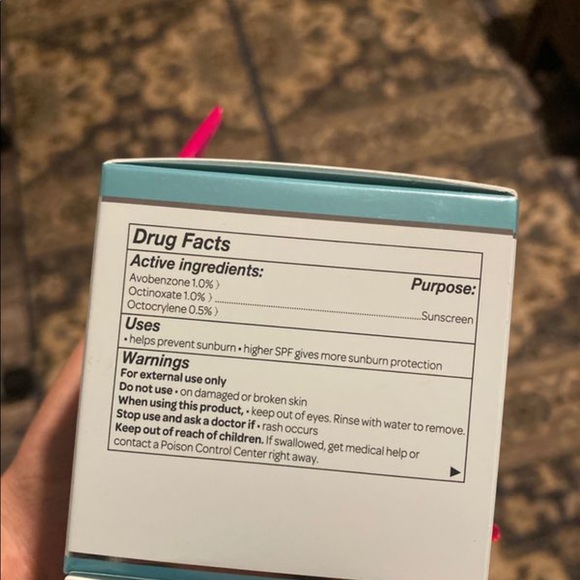 Drug Facts
Active ingredients:
Purpose:
Avobenzone 1.0% }
Octinoxate 1.0% } ........ Sunscreen
Octocrylene 0.5% }
Uses
• helps prevent sunburn • higher SPF gives more sunburn protection
Warnings
For external use only
Do not use • on damaged or broken skin
When using this product, • keep out of eyes. Rinse with water to remove.
Stop use and ask a doctor if • rash occurs
Keep out of reach of children. If swallowed, get medical help or
contact a Poison Control Center right away.